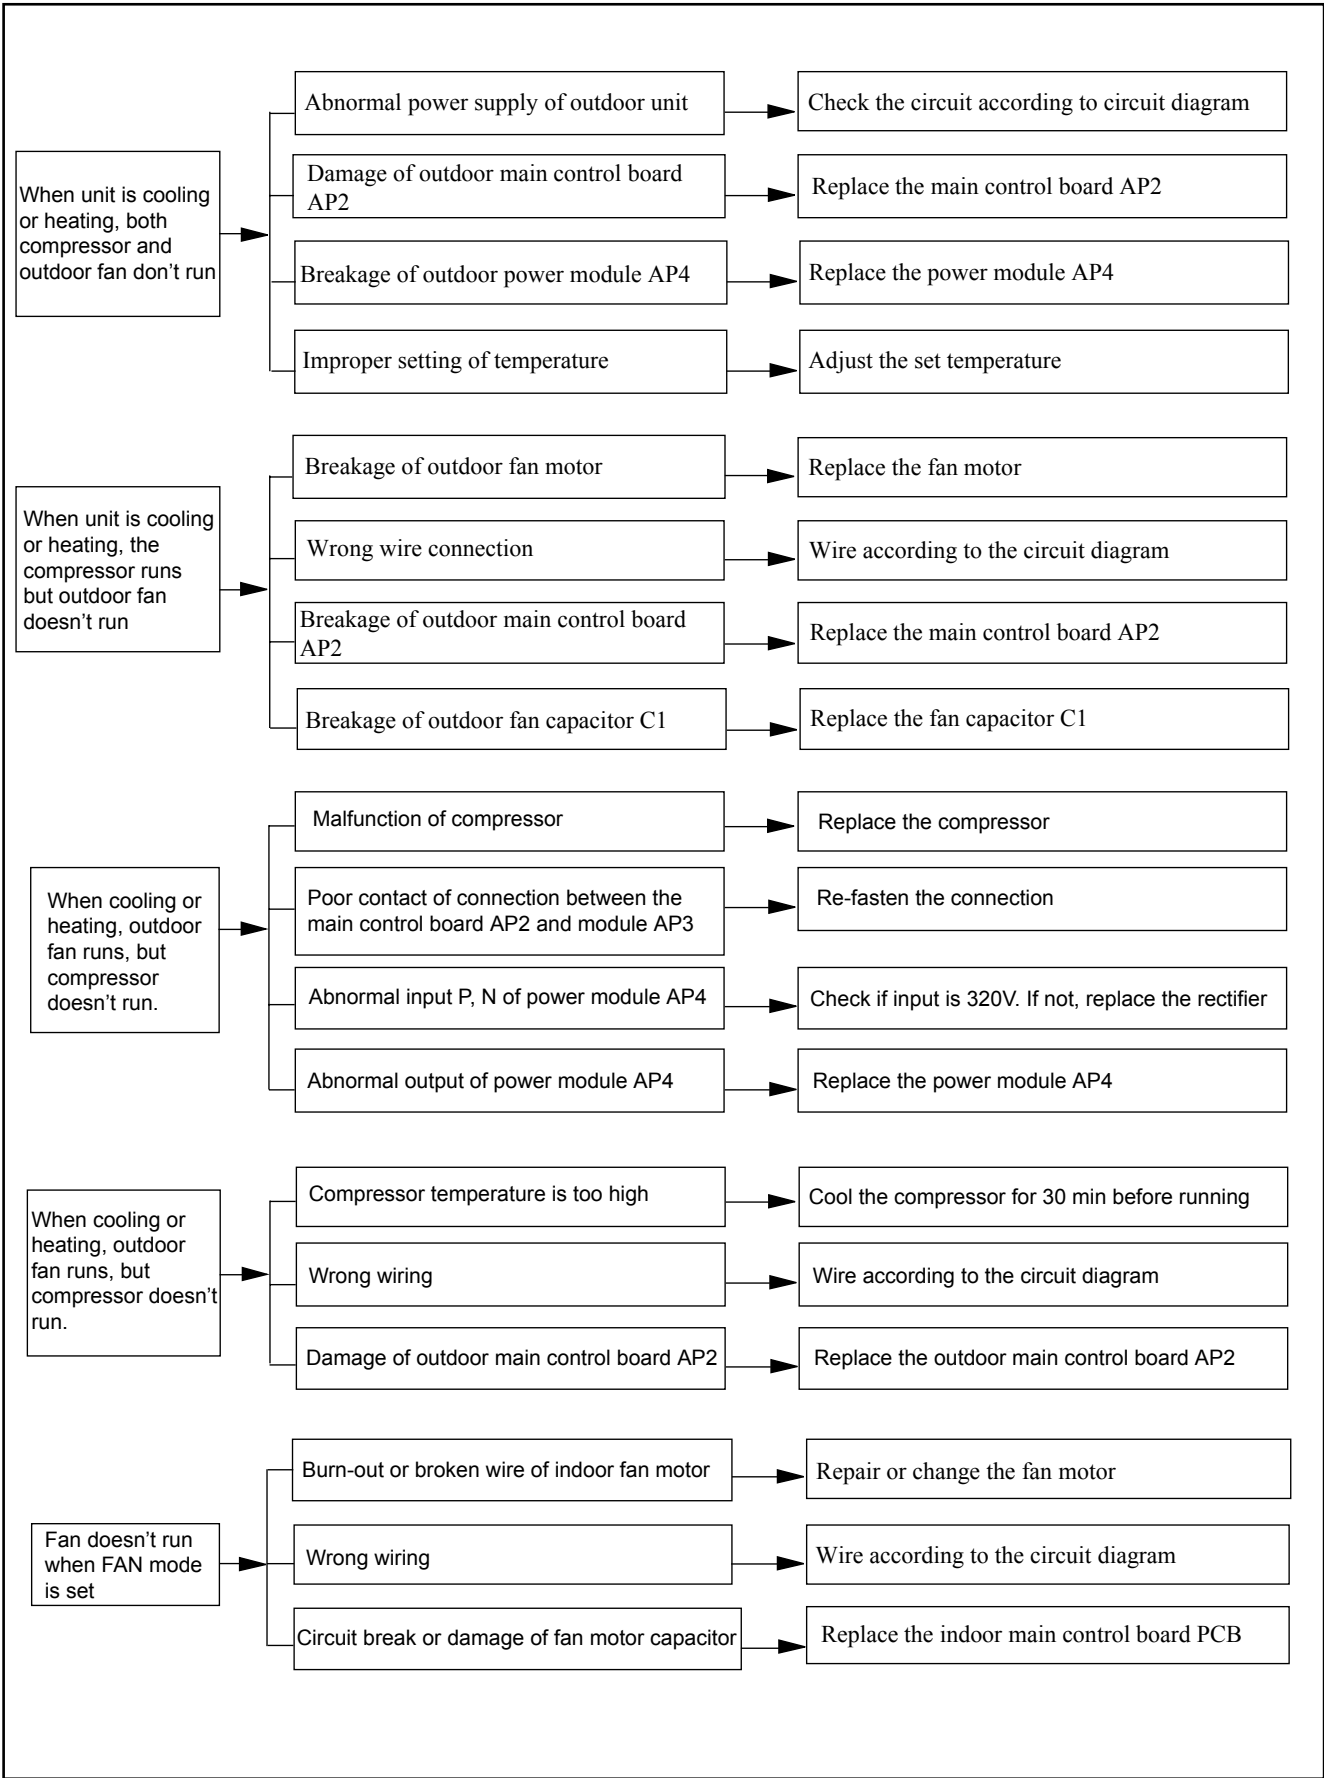 When unit is cooling
or heating, both
compressor and
outdoor fan don’t run
Abnormal power supply of outdoor unit
Check the circuit according to circuit diagram
Damage of outdoor main control board
AP2
Replace the main control board AP2
Breakage of outdoor power module AP4
Replace the power module AP4
Improper setting of temperature
Adjust the set temperature
When unit is cooling
or heating, the
compressor runs
but outdoor fan
doesn’t run
Breakage of outdoor fan motor
Replace the fan motor
Wrong wire connection
Wire according to the circuit diagram
Breakage of outdoor main control board
AP2
Replace the main control board AP2
Breakage of outdoor fan capacitor C1
Replace the fan capacitor C1
When cooling or
heating, outdoor
fan runs, but
compressor
doesn’t run.
Malfunction of compressor
Replace the compressor
Poor contact of connection between the
main control board AP2 and module AP3
Re-fasten the connection
Abnormal input P, N of power module AP4
Check if input is 320V. If not, replace the rectifier
Abnormal output of power module AP4
Replace the power module AP4
When cooling or
heating, outdoor
fan runs, but
compressor doesn’t
run.
Compressor temperature is too high
Cool the compressor for 30 min before running
Wrong wiring
Wire according to the circuit diagram
Damage of outdoor main control board AP2
Replace the outdoor main control board AP2
Fan doesn’t run
when FAN mode
is set
Burn-out or broken wire of indoor fan motor
Repair or change the fan motor
Wrong wiring
Wire according to the circuit diagram
Circuit break or damage of fan motor capacitor
Replace the indoor main control board PCB